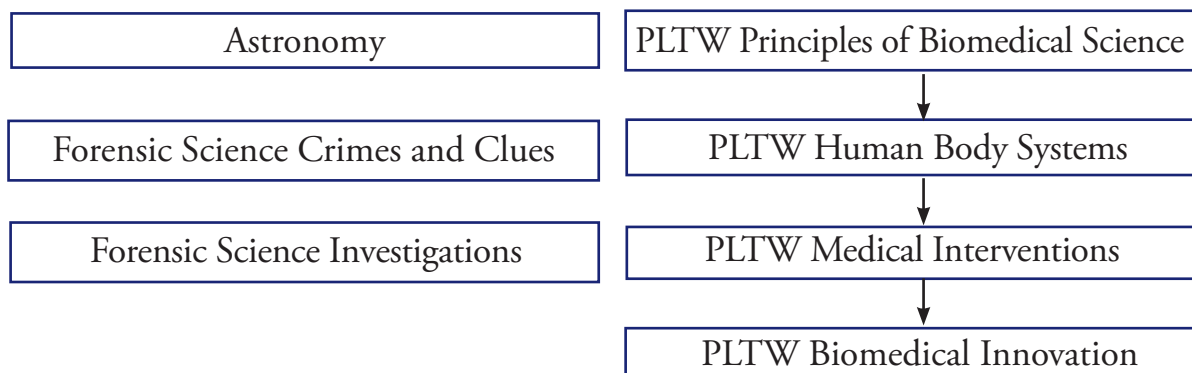 Astronomy
Forensic Science Crimes and Clues
Forensic Science Investigations
PLTW Principles of Biomedical Science
PLTW Human Body Systems
PLTW Medical Interventions
PLTW Biomedical Innovation